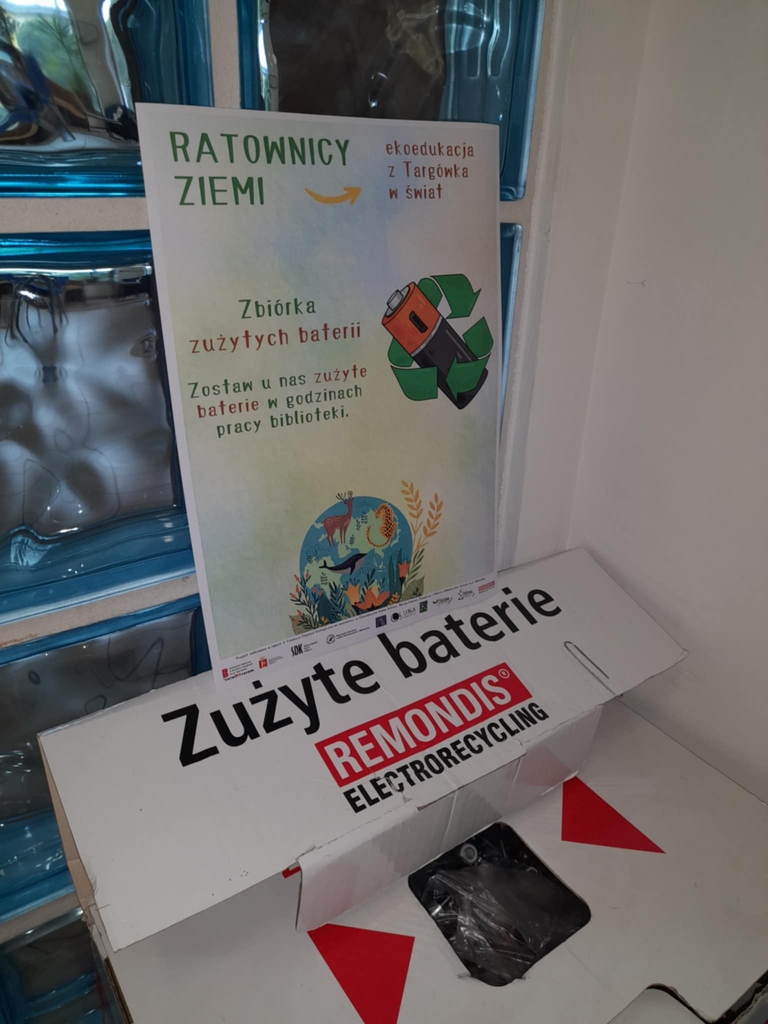 RATOWNICY
ZIEMI
ekoedukacja
z Targówka
w świat
Zbiórka
zużytych baterii
Zostaw u nas zużyte
baterie w godzinach
pracy biblioteki.
SDK
Zużyte baterie
REMONDIS®
ELECTRORECYCLING